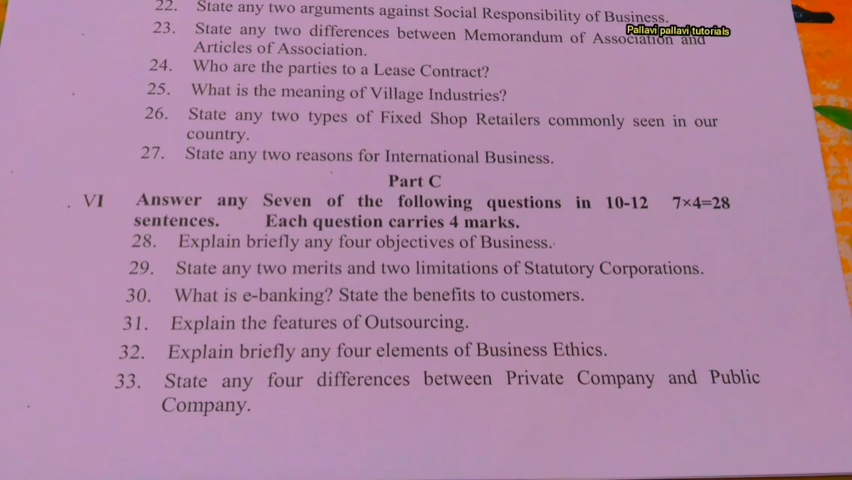 22. State any two arguments against Social Responsibility of Business.
Pallavi pallavi tutorials
23. State any two differences between Memorandum of Association and
Articles of Association.
24. Who are the parties to a Lease Contract?
25. What is the meaning of Village Industries?
26. State any two types of Fixed Shop Retailers commonly seen in our
country.
27. State any two reasons for International Business.
Part C
VI Answer any Seven of the following questions in 10-12 7×4=28
sentences. Each question carries 4 marks.
28. Explain briefly any four objectives of Business.
29. State any two merits and two limitations of Statutory Corporations.
30. What is e-banking? State the benefits to customers.
31. Explain the features of Outsourcing.
32. Explain briefly any four elements of Business Ethics.
33. State any four differences between Private Company and Public
Company.